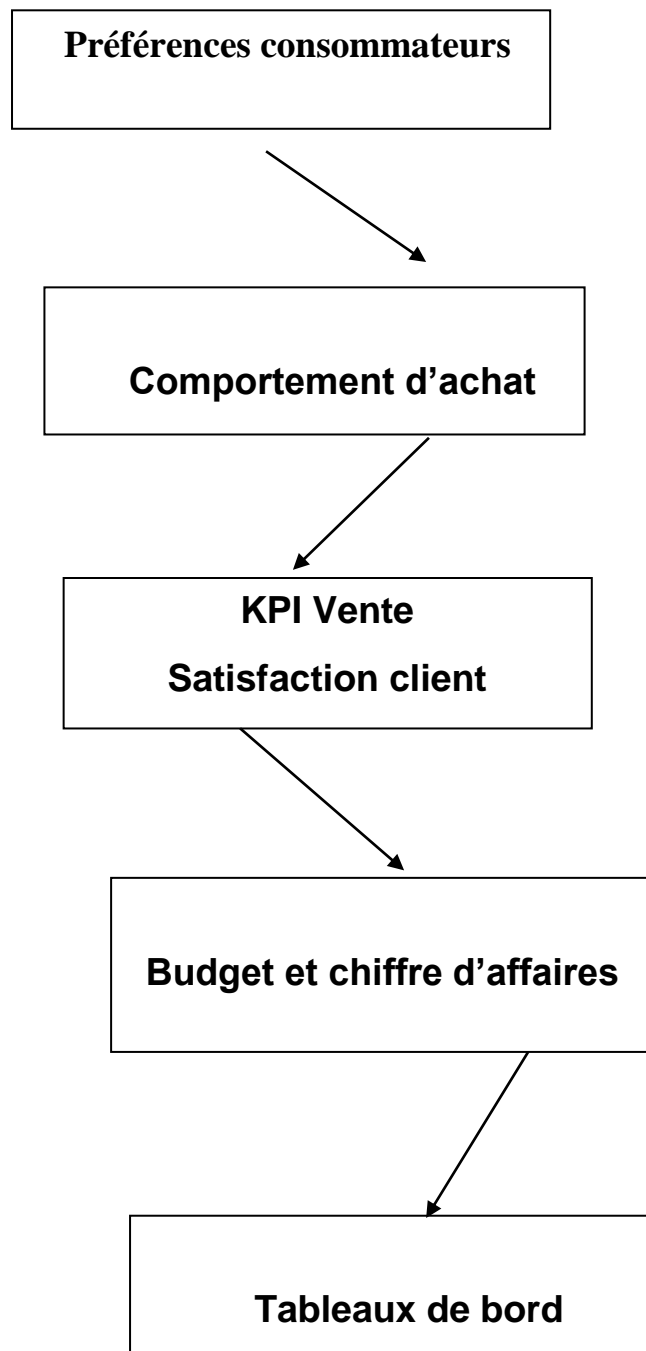 Préférences consommateurs
Comportement d’achat
KPI Vente
Satisfaction client
Budget et chiffre d’affaires
Tableaux de bord